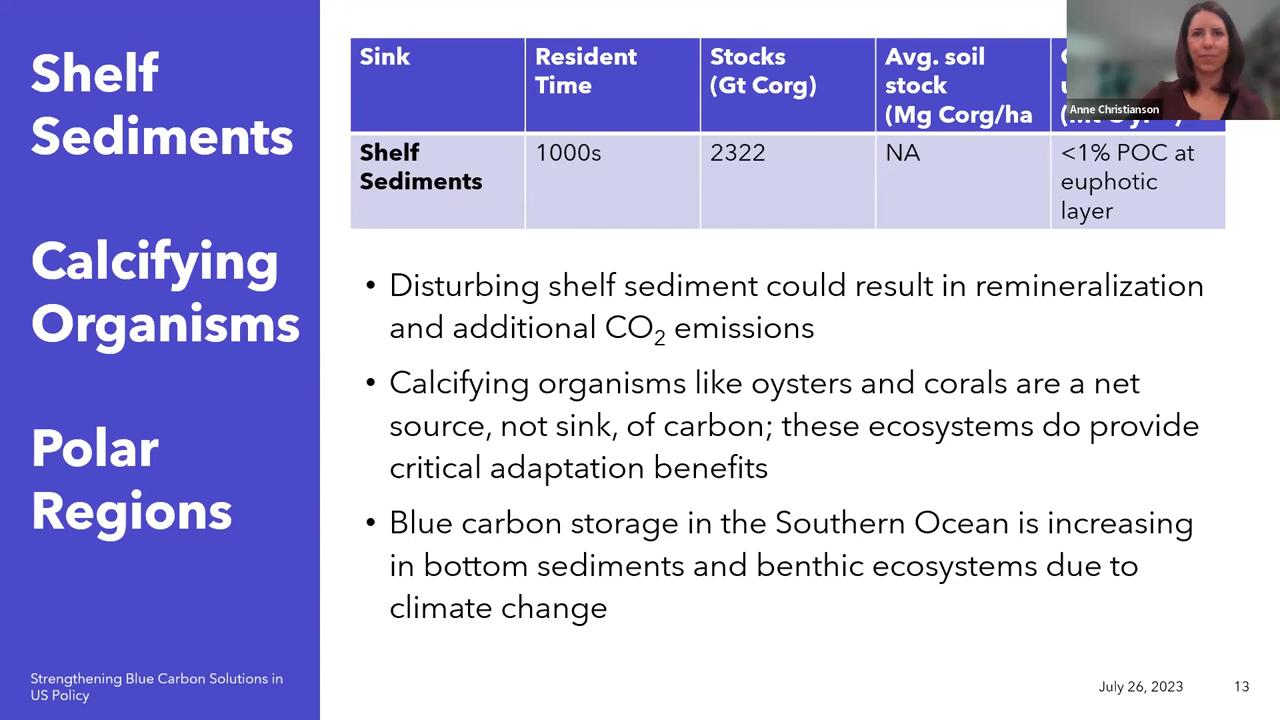 Shelf
Sediments
Calcifying
Organisms
Polar
Regions
Strengthening Blue Carbon Solutions in
US Policy
Sink
Resident
Time
Stocks
(Gt Corg)
Avg. soil
stock
(Mg Corg/ha
Anne Christianson
Shelf
Sediments
1000s
2322
NA
<1% POC at
euphotic
layer
• Disturbing shelf sediment could result in remineralization
and additional CO₂ emissions
• Calcifying organisms like oysters and corals are a net
source, not sink, of carbon; these ecosystems do provide
critical adaptation benefits
• Blue carbon storage in the Southern Ocean is increasing
in bottom sediments and benthic ecosystems due to
climate change
July 26, 2023
13